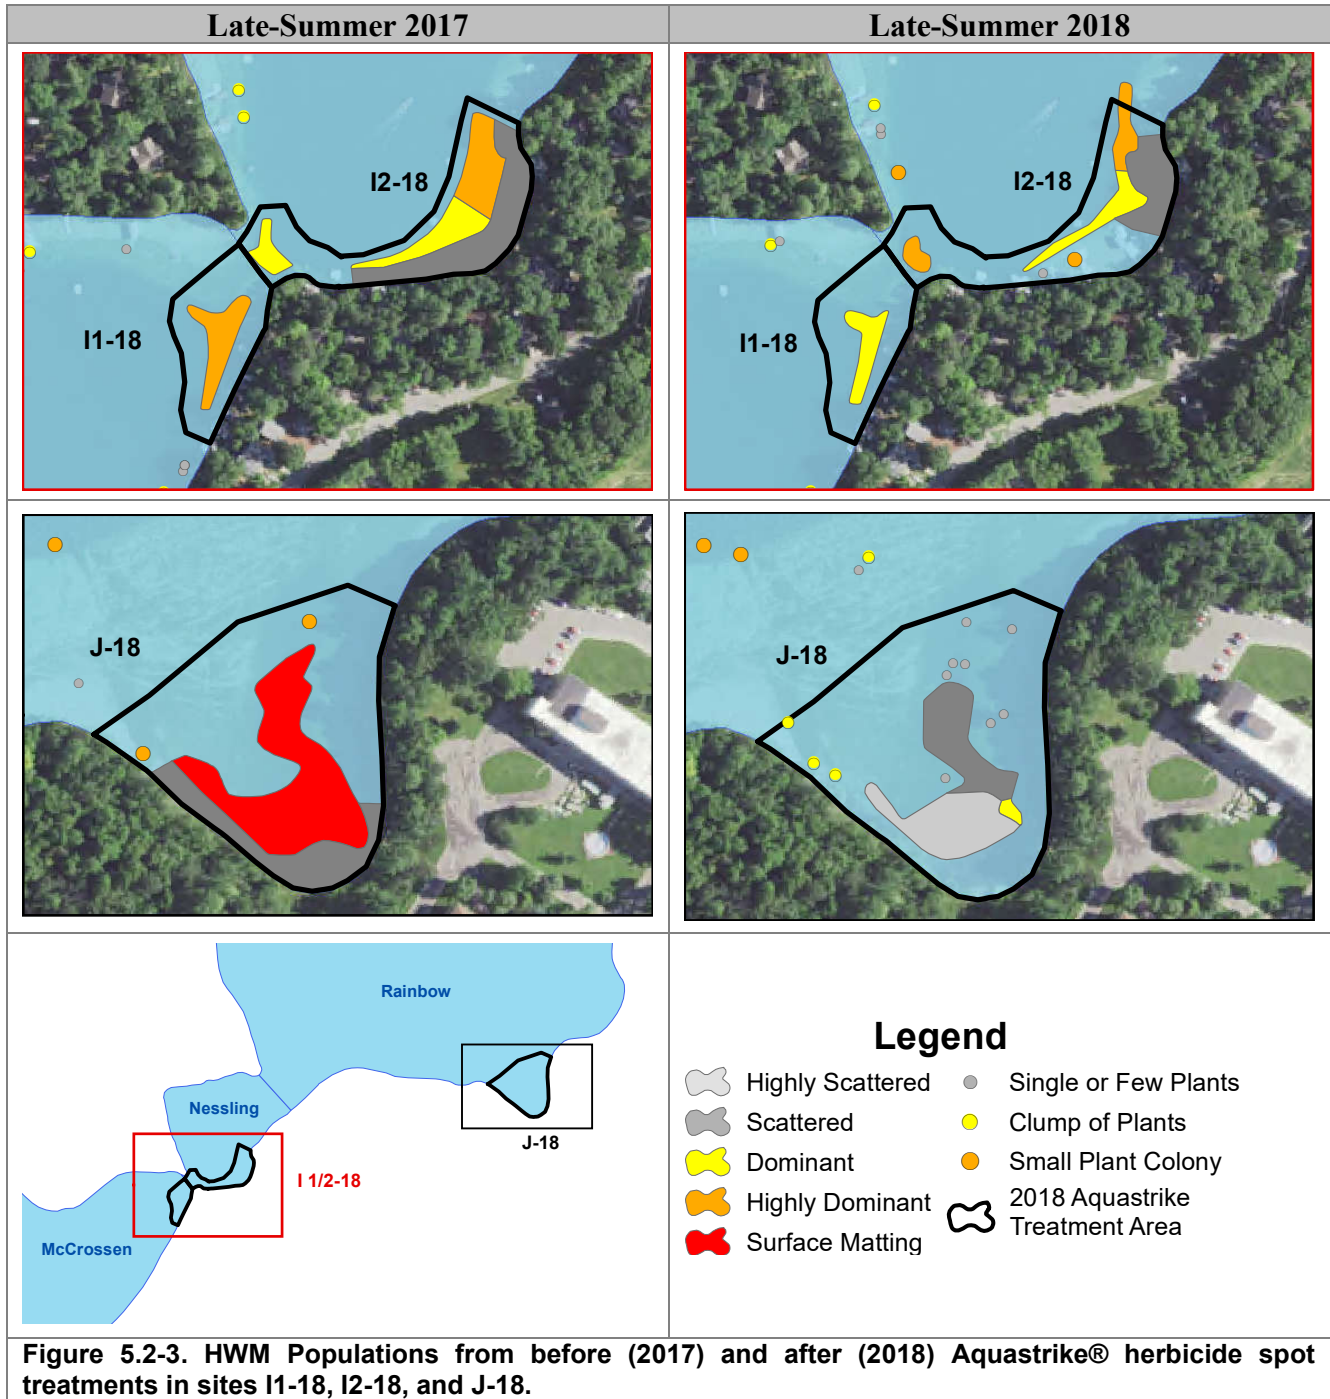 Late-Summer 2017
Late-Summer 2018
I2-18
I1-18
I2-18
I1-18
J-18
J-18
Rainbow
Nessling
J-18
I 1/2-18
McCrossen
Legend
Highly Scattered
Scattered
Dominant
Highly Dominant
Surface Matting
Single or Few Plants
Clump of Plants
Small Plant Colony
2018 Aquastrike
Treatment Area
Figure 5.2-3. HWM Populations from before (2017) and after (2018) Aquastrike® herbicide spot
treatments in sites I1-18, I2-18, and J-18.